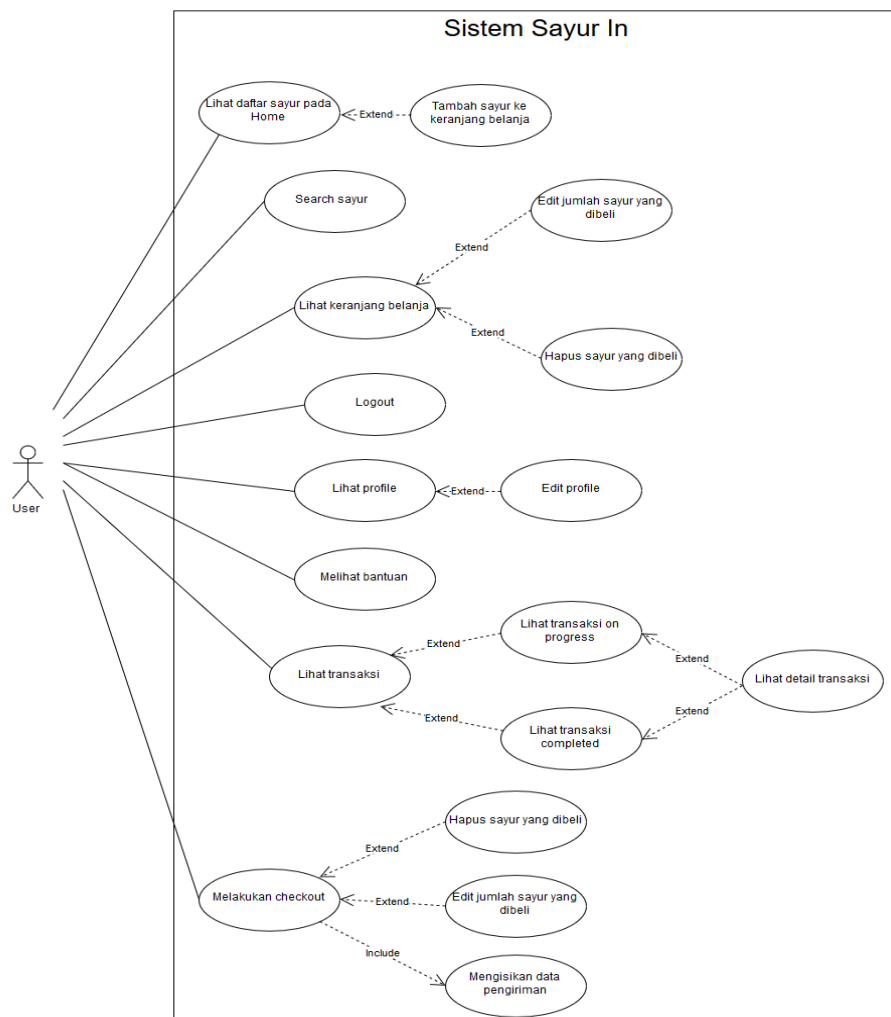 Sistem Sayur In
Lihat daftar sayur pada
Home
Extend
Tambah sayur ke
keranjang belanja
Search sayur
Edit jumlah sayur yang
dibeli
Extend
Lihat keranjang belanja
Extend
Hapus sayur yang dibeli
Logout
User
Lihat profile
Extend
Edit profile
Melihat bantuan
Lihat transaksi on
progress
Extend
Extend
Lihat transaksi
Lihat detail transaksi
Extend
Extend
Lihat transaksi
completed
Hapus sayur yang dibeli
Extend
Melakukan checkout
Extend
Edit jumlah sayur yang
dibeli
Include
Mengisikan data
pengiriman